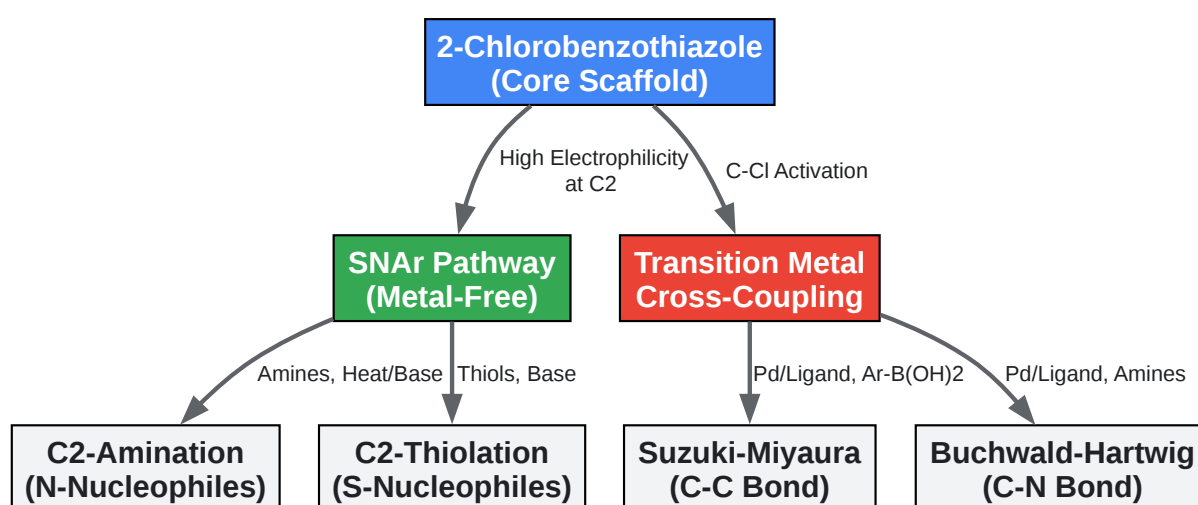 2-Chlorobenzothiazole
(Core Scaffold)
High Electrophilicity
at C2
C-Cl Activation
SNAr Pathway
(Metal-Free)
Transition Metal
Cross-Coupling
Amines, Heat/Base
Thiols, Base
Pd/Ligand, Ar-B(OH)2
Pd/Ligand, Amines
C2-Amination
(N-Nucleophiles)
C2-Thiolation
(S-Nucleophiles)
Suzuki-Miyaura
(C-C Bond)
Buchwald-Hartwig
(C-N Bond)